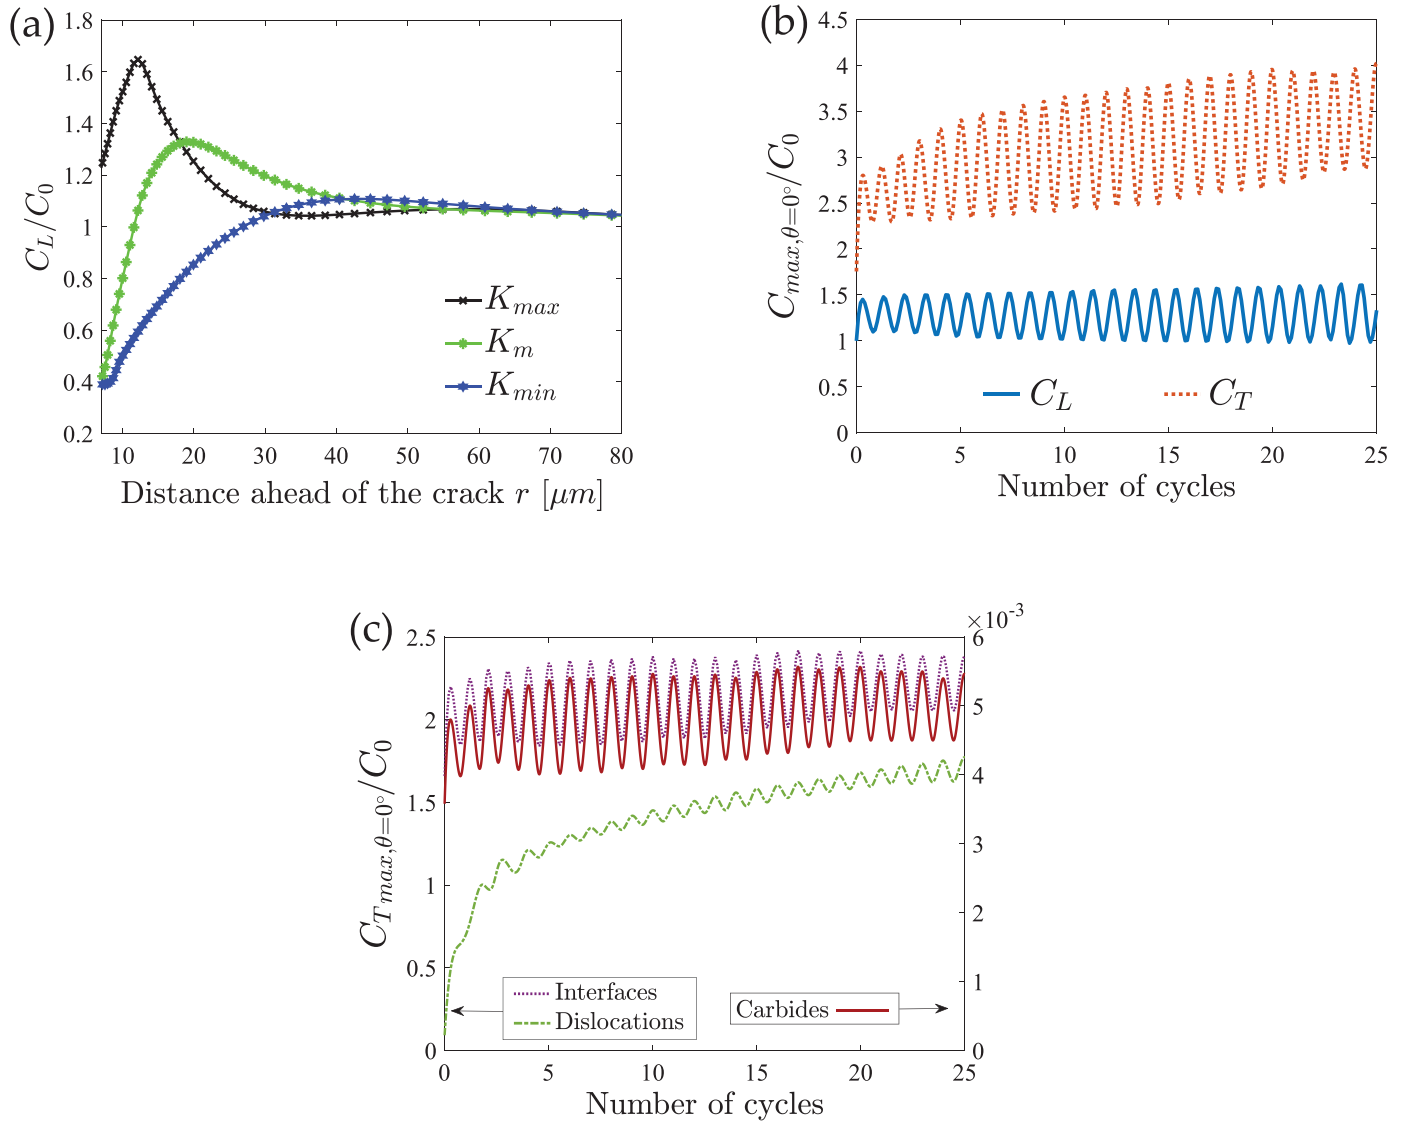 (a)
1.8
1.6
1.4
1.2
1
0.8
0.6
0.4
0.2
C_L/C_0
K_max
K_m
K_min
10 20 30 40 50 60 70 80
Distance ahead of the crack r [μm]
(b)
4.5
4
3.5
3
2.5
2
1.5
1
0.5
0
C_max,θ=0°/C_0
C_L C_T
0 5 10 15 20 25
Number of cycles
(c)
2.5
2
1.5
1
0.5
0
C_T max,θ=0°/C_0
×10⁻³
6
5
4
3
2
1
0
Interfaces
Dislocations
Carbides
0 5 10 15 20 25
Number of cycles